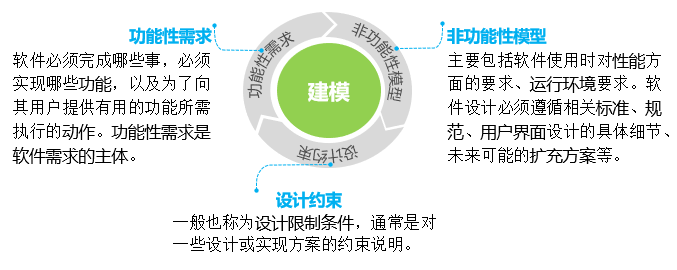 功能性需求
软件必须完成哪些事，必须
实现哪些功能，以及为了向
其用户提供有用的功能所需
执行的动作。功能性需求是
软件需求的主体。
功能性需求
非功能性模型
设计约束
建模
非功能性模型
主要包括软件使用时对性能方
面的要求、运行环境要求。软
件设计必须遵循相关标准、规
范、用户界面设计的具体细节、
未来可能的扩充方案等。
设计约束
一般也称为设计限制条件，通常是对
一些设计或实现方案的约束说明。